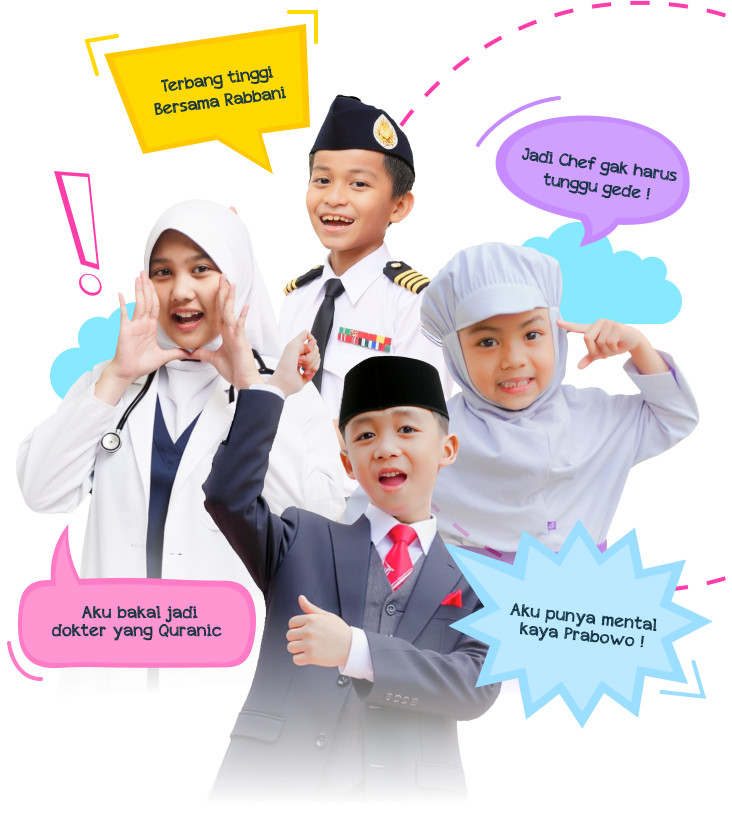 Terbang tinggi
Bersama Rabbani
Jadi Chef gak harus
tunggu gede !
Aku bakal jadi
dokter yang Quranic
Aku punya mental
kaya Prabowo !